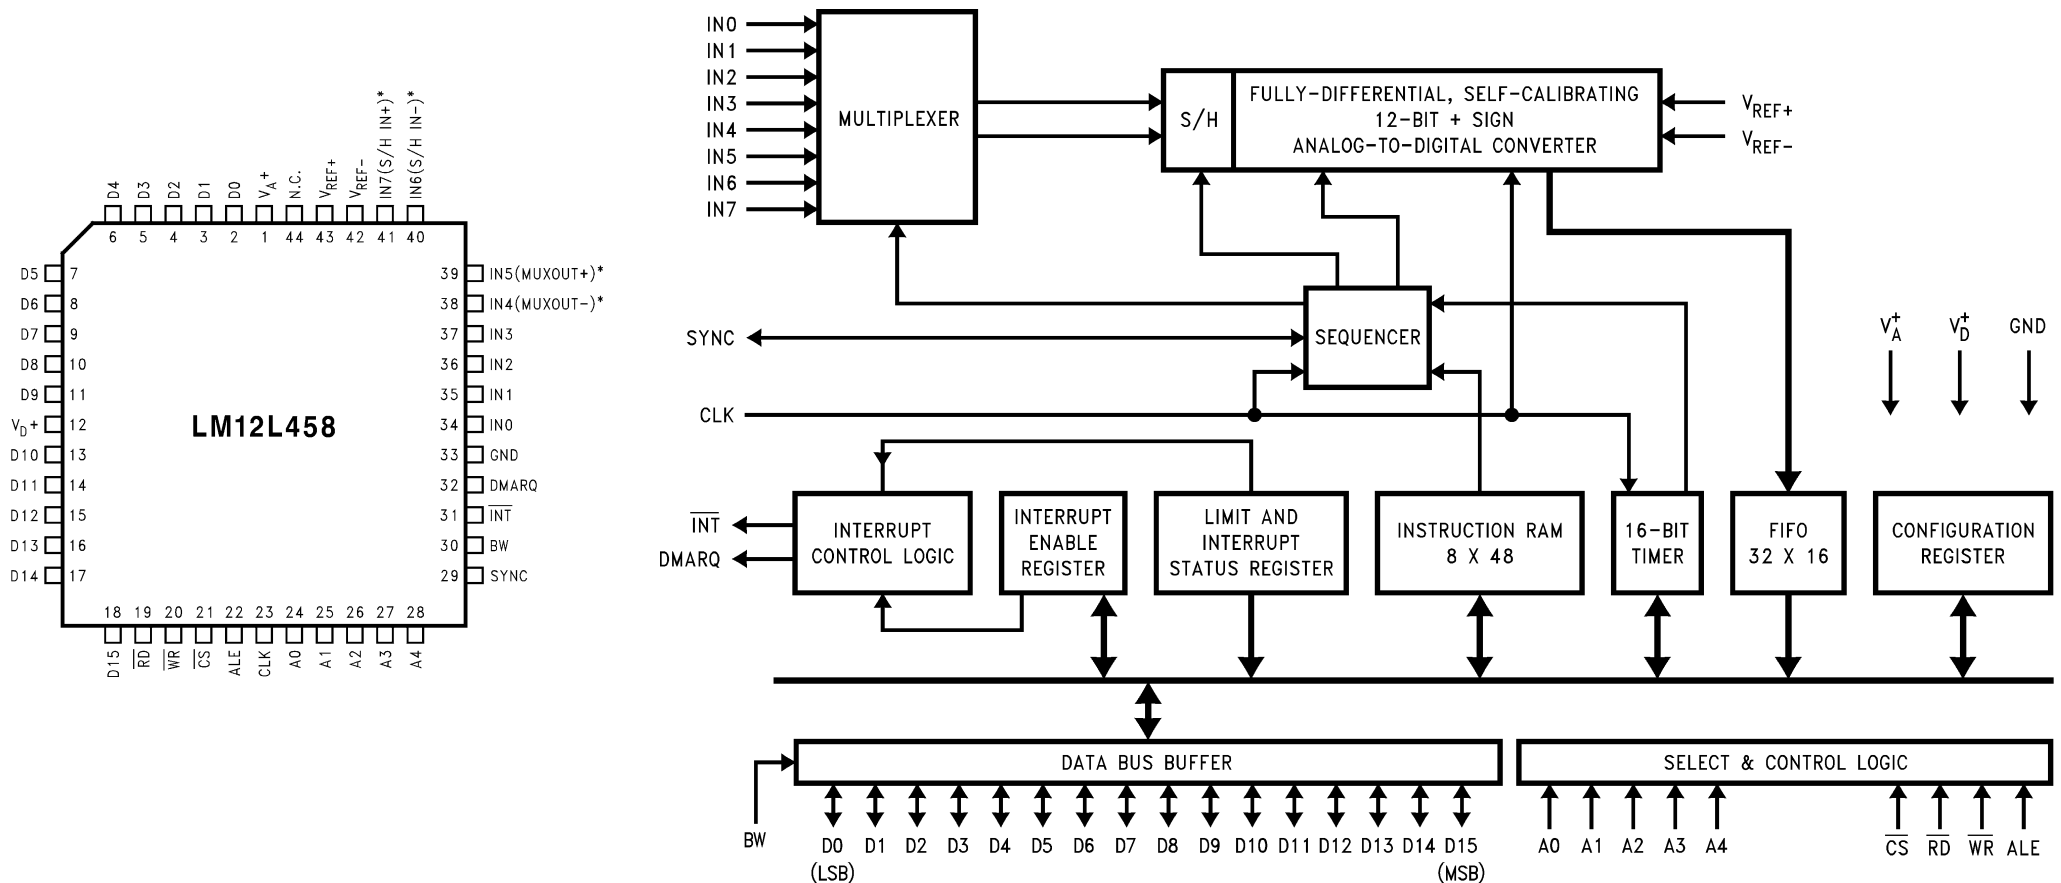 D4
D3
D2
D1
D0
VA+
N.C.
VREF+
VREF-
IN7(S/H IN+)*
IN6(S/H IN-)*
6 5 4 3 2 1 44 43 42 41 40
D5 7
D6 8
D7 9
D8 10
D9 11
VD+ 12
D10 13
D11 14
D12 15
D13 16
D14 17
LM12L458
39 IN5(MUXOUT+)*
38 IN4(MUXOUT-)*
37 IN3
36 IN2
35 IN1
34 IN0
33 GND
32 DMARQ
31 INT
30 BW
29 SYNC
18 19 20 21 22 23 24 25 26 27 28
D15
RD
WR
CS
ALE
CLK
A0
A1
A2
A3
A4
IN0
IN1
IN2
IN3
IN4
IN5
IN6
IN7
MULTIPLEXER
S/H
FULLY-DIFFERENTIAL, SELF-CALIBRATING
12-BIT + SIGN
ANALOG-TO-DIGITAL CONVERTER
VREF+
VREF-
SYNC
SEQUENCER
CLK
VA+
VD+
GND
INT
DMARQ
INTERRUPT
CONTROL LOGIC
INTERRUPT
ENABLE
REGISTER
LIMIT AND
INTERRUPT
STATUS REGISTER
INSTRUCTION RAM
8 X 48
16-BIT
TIMER
FIFO
32 X 16
CONFIGURATION
REGISTER
DATA BUS BUFFER
SELECT & CONTROL LOGIC
BW
D0 D1 D2 D3 D4 D5 D6 D7 D8 D9 D10 D11 D12 D13 D14 D15
(LSB) (MSB)
A0 A1 A2 A3 A4
CS RD WR ALE